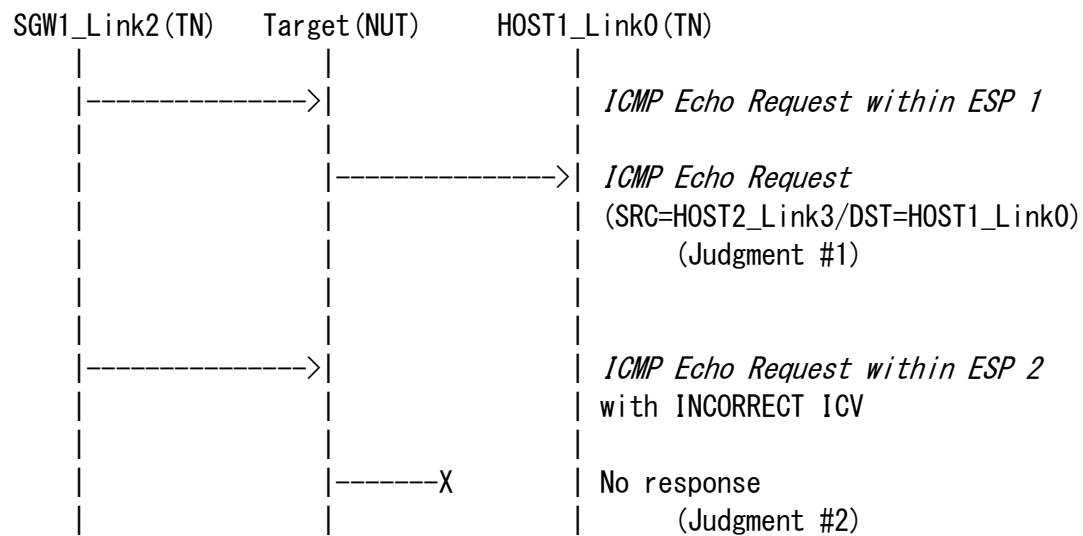 SGW1_Link2(TN) Target(NUT) HOST1_Link0(TN)
| | |
|--------------->| | ICMP Echo Request within ESP 1
| | |
| |--------------->| ICMP Echo Request
| | | (SRC=HOST2_Link3/DST=HOST1_Link0)
| | | (Judgment #1)
| | |
| | |
|--------------->| | ICMP Echo Request within ESP 2
| | | with INCORRECT ICV
| | |
| |-------X | No response
| | | (Judgment #2)